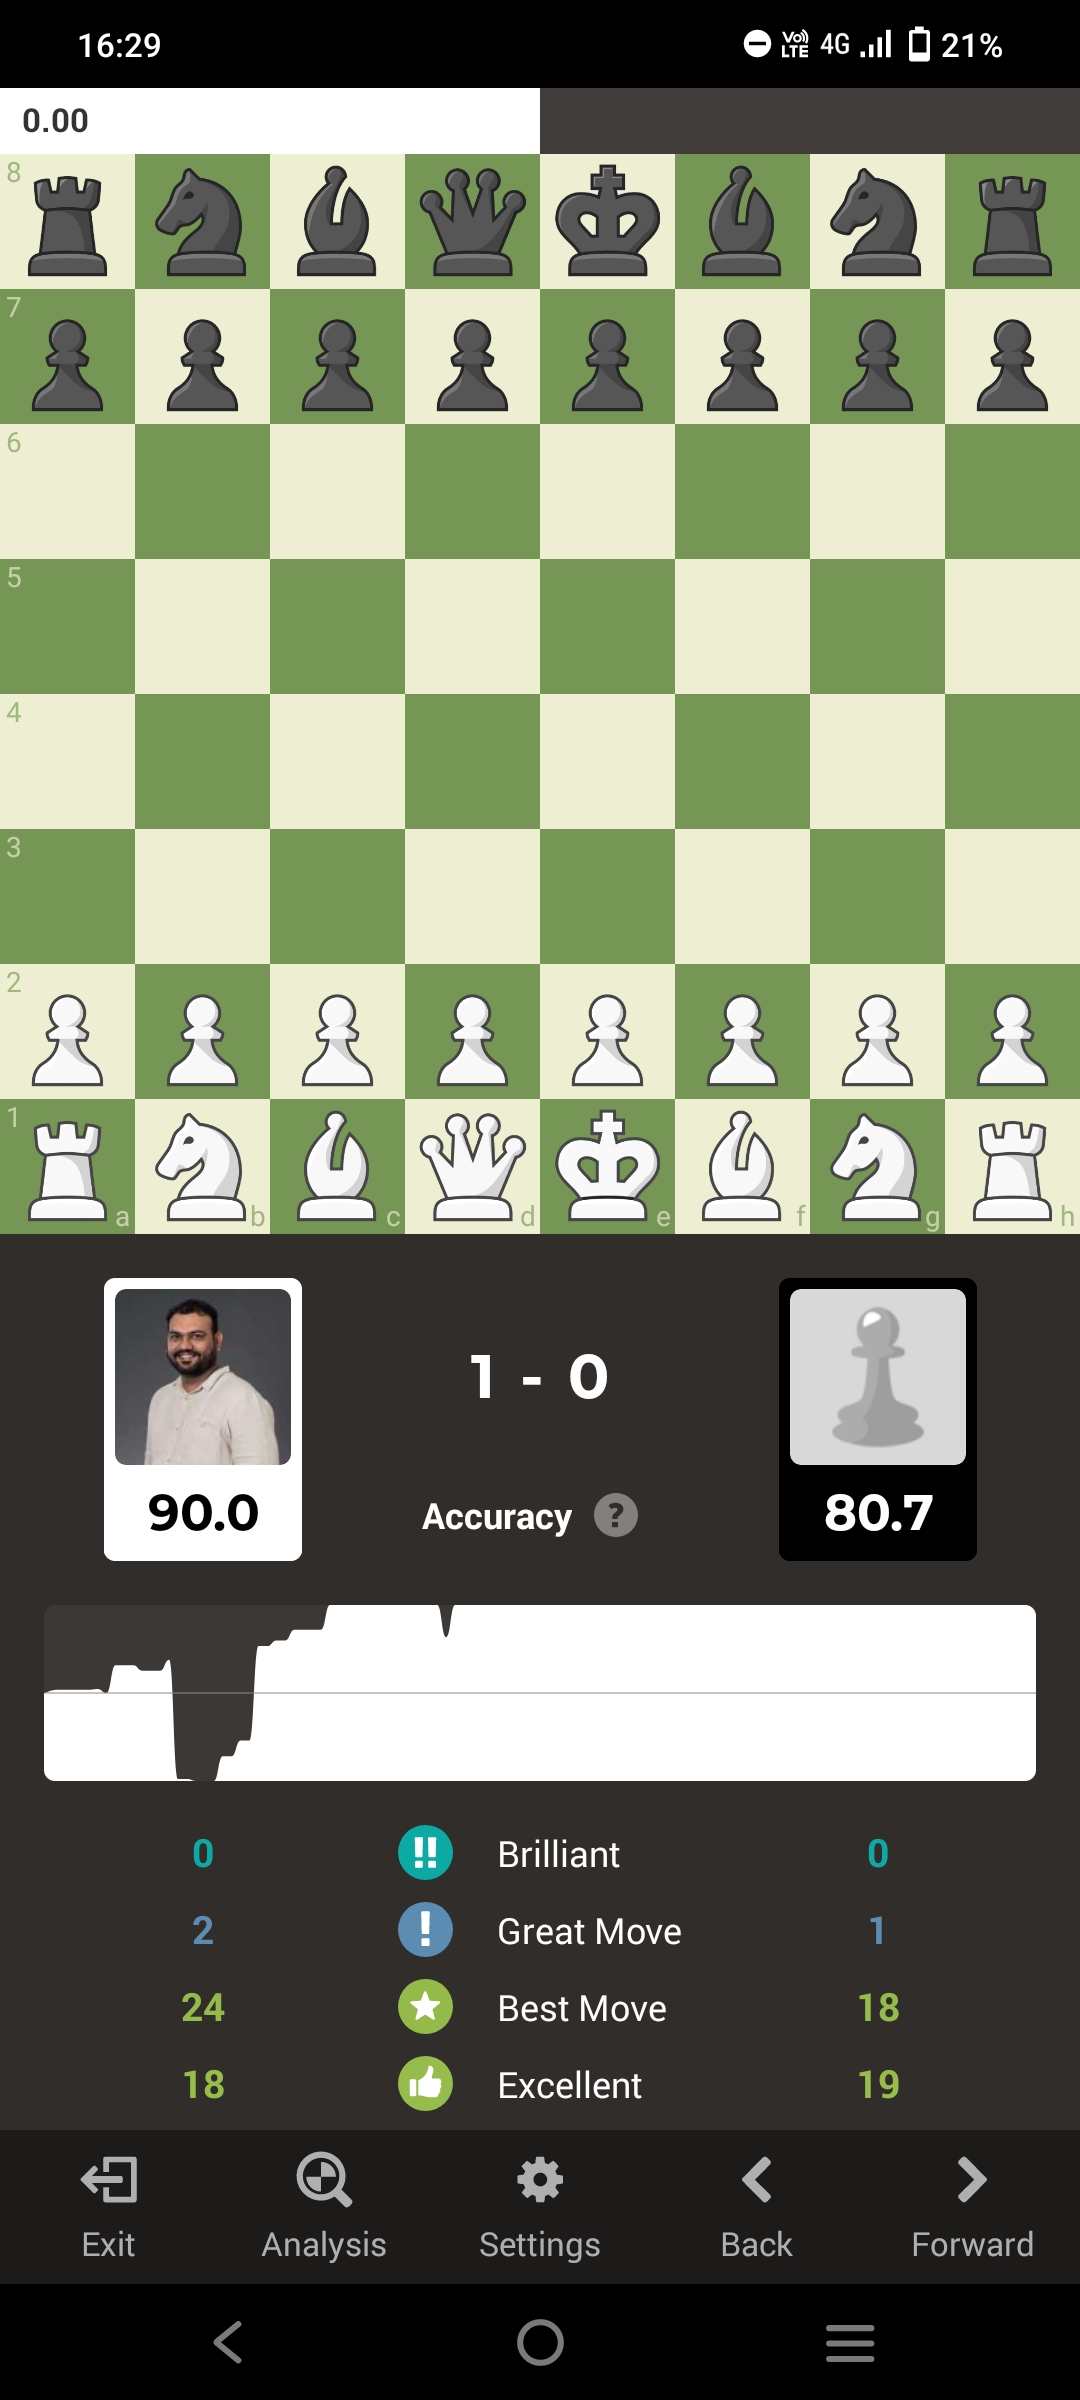 16:29 Vo)) LTE 4G 21%
0.00
8
7
6
5
4
3
2
1
a b c d e f g h
1 - 0
90.0 Accuracy ? 80.7
0 !! Brilliant 0
2 ! Great Move 1
24 Best Move 18
18 Excellent 19
Exit Analysis Settings Back Forward